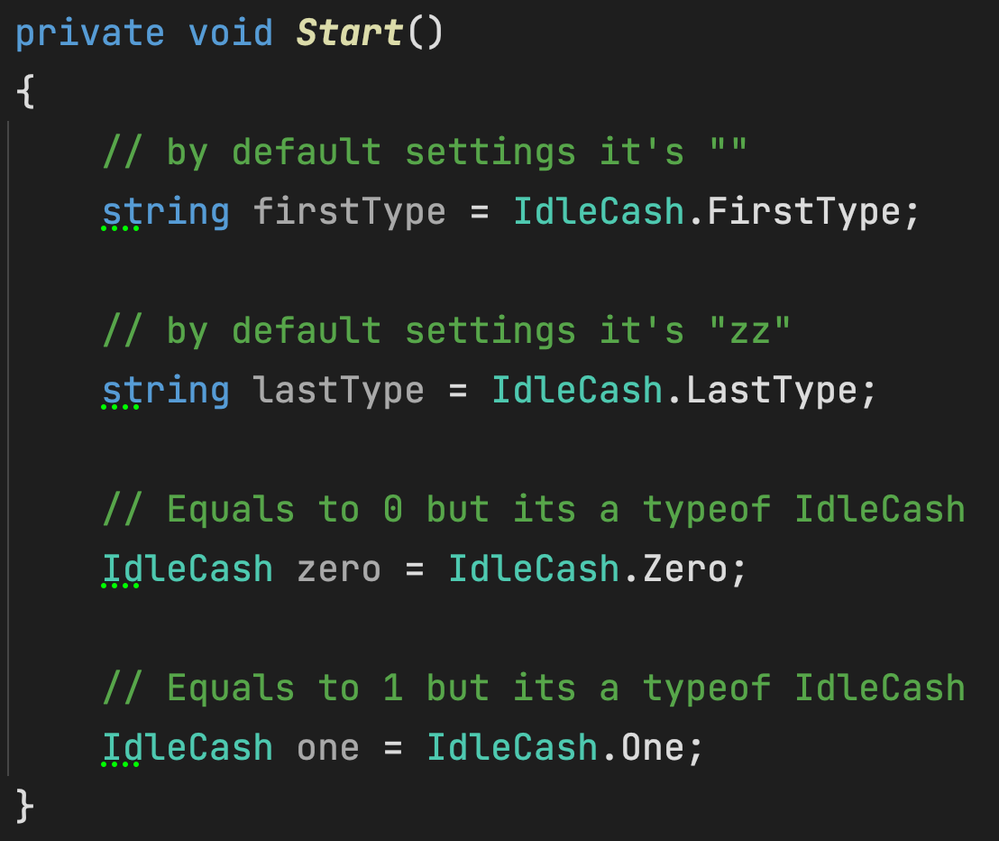 private void Start()
{
    // by default settings it's ""
    string firstType = IdleCash.FirstType;

    // by default settings it's "zz"
    string lastType = IdleCash.LastType;

    // Equals to 0 but its a typeof IdleCash
    IdleCash zero = IdleCash.Zero;

    // Equals to 1 but its a typeof IdleCash
    IdleCash one = IdleCash.One;
}